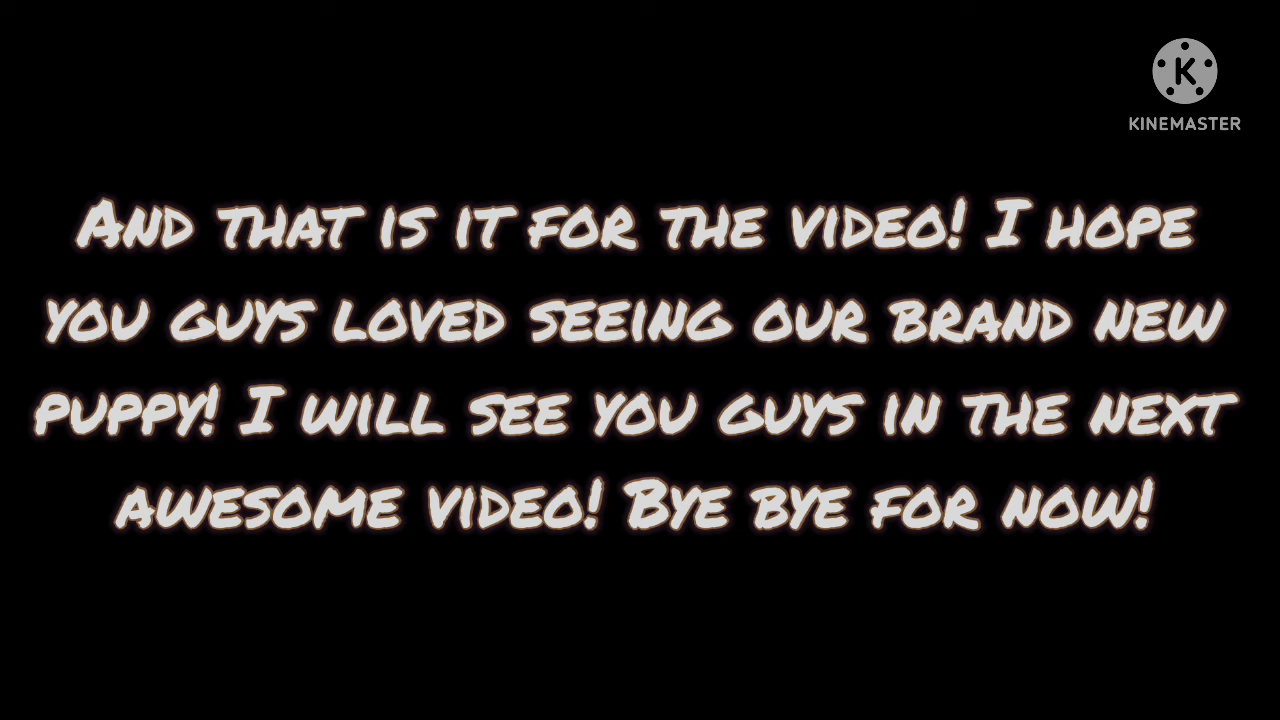 KINEMASTER
And that is it for the video! I hope
you guys loved seeing our brand new
puppy! I will see you guys in the next
awesome video! Bye bye for now!